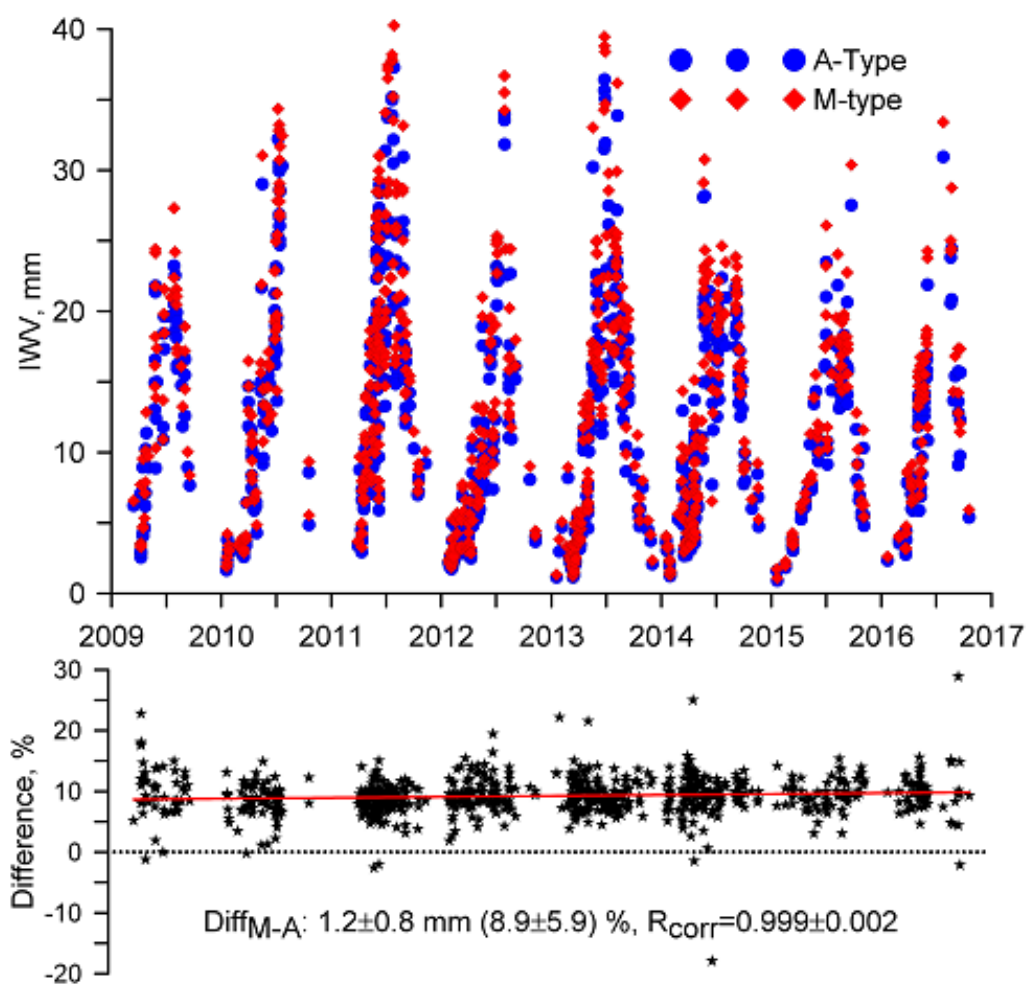 40
30
20
10
0
IWV, mm
A-Type
M-type
2009 2010 2011 2012 2013 2014 2015 2016 2017
30
20
10
0
-10
-20
Difference, %
Diff_M-A: 1.2±0.8 mm (8.9±5.9) %, R_corr=0.999±0.002